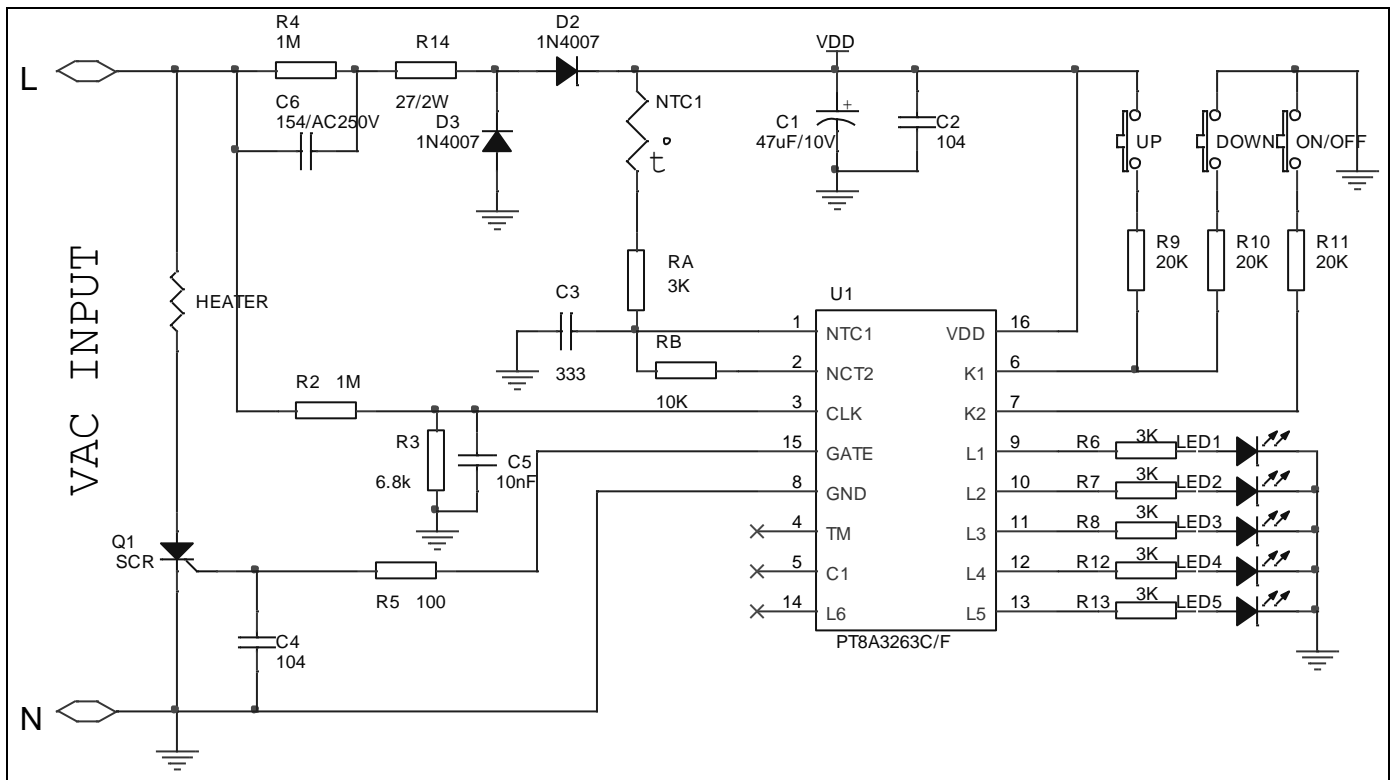 R4
1M
R14
D2
1N4007
VDD
L
C6
154/AC250V
27/2W
D3
1N4007
NTC1
t°
C1
47uF/10V
+
C2
104
UP
DOWN
ON/OFF
R9
20K
R10
20K
R11
20K
VAC INPUT
HEATER
RA
3K
C3
333
RB
10K
U1
1
NTC1
2
NCT2
3
CLK
15
GATE
8
GND
4
TM
5
C1
14
L6
VDD
16
K1
6
K2
7
L1
9
L2
10
L3
11
L4
12
L5
13
PT8A3263C/F
R2 1M
R3
6.8k
C5
10nF
R6
3K
LED1
R7
3K
LED2
R8
3K
LED3
R12
3K
LED4
R13
3K
LED5
Q1
SCR
R5 100
C4
104
N